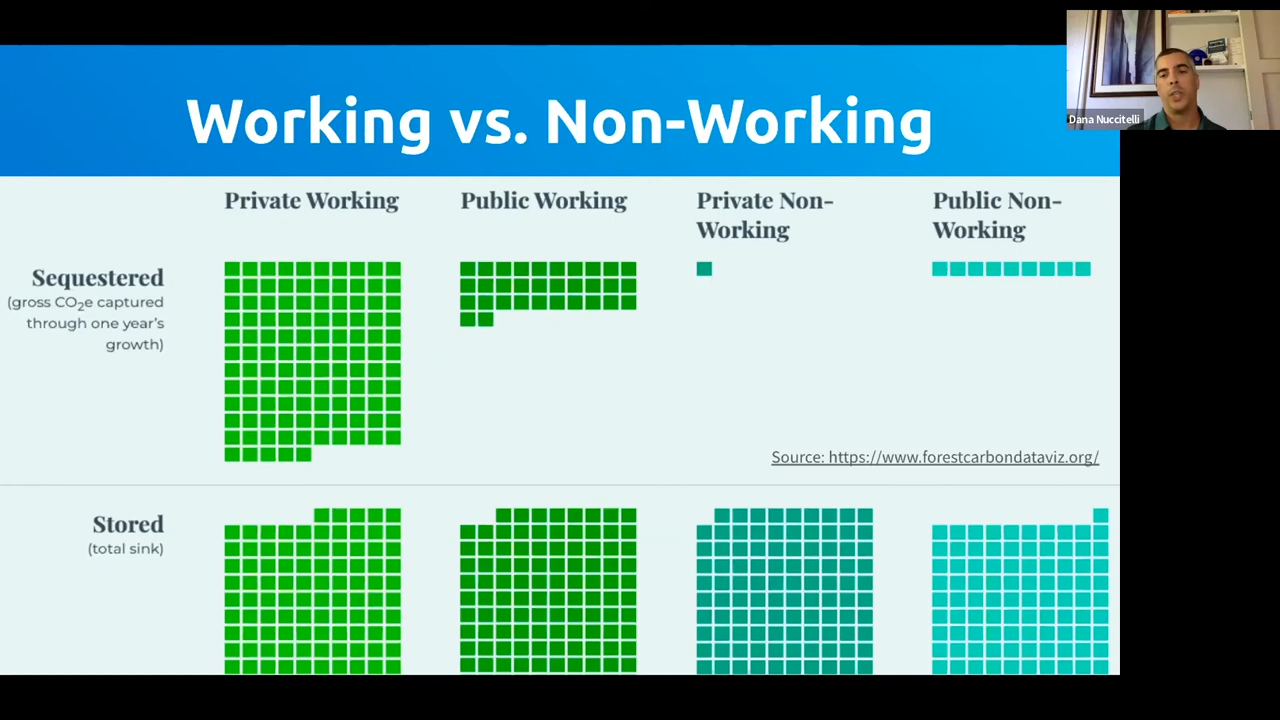 Working vs. Non-Working
Dana Nuccitelli
Private Working
Public Working
Private Non-
Working
Public Non-
Working
Sequestered
(gross CO₂e captured
through one year's
growth)
Source: https://www.forestcarbondataviz.org/
Stored
(total sink)